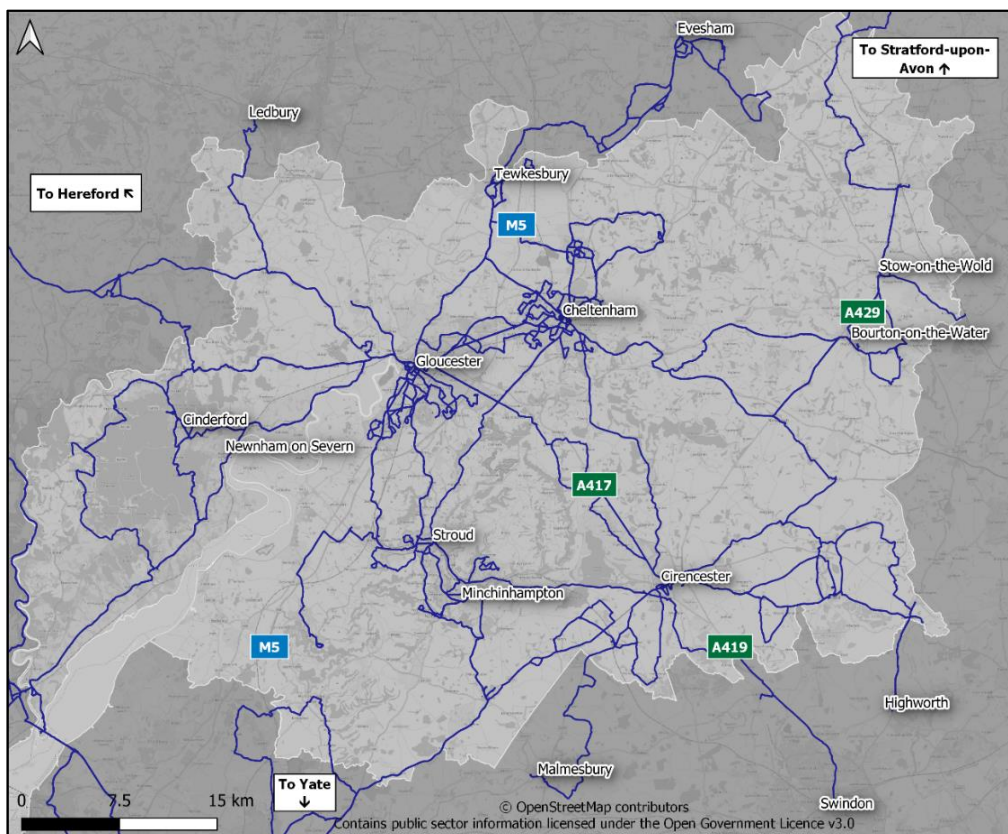 Evesham
To Stratford-upon-
Avon ↑
Ledbury
Tewkesbury
To Hereford ↖
M5
Stow-on-the-Wold
Cheltenham
A429
Bourton-on-the-Water
Gloucester
Cinderford
Newnham on Severn
A417
Stroud
Cirencester
Minchinhampton
M5
A419
Highworth
Malmesbury
To Yate
↓
0 7.5 15 km
Swindon
© OpenStreetMap contributors
Contains public sector information licensed under the Open Government Licence v3.0